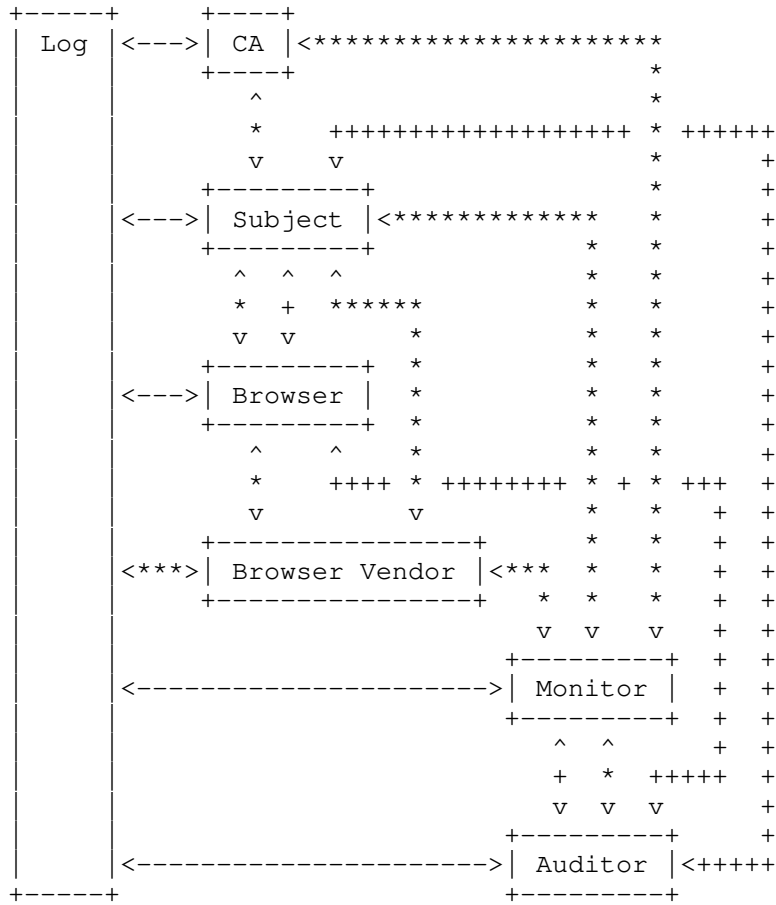 Log
CA
Subject
Browser
Browser Vendor
Monitor
Auditor